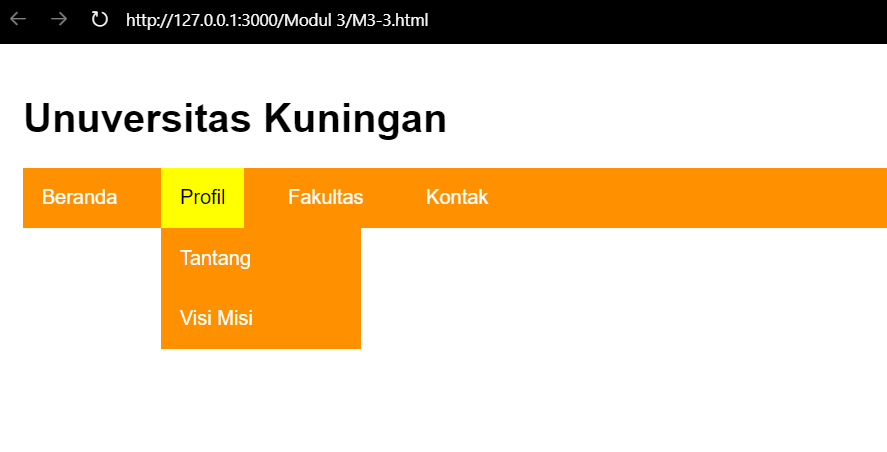 http://127.0.0.1:3000/Modul 3/M3-3.html
Unuversitas Kuningan
Beranda Profil Fakultas Kontak
Tantang
Visi Misi